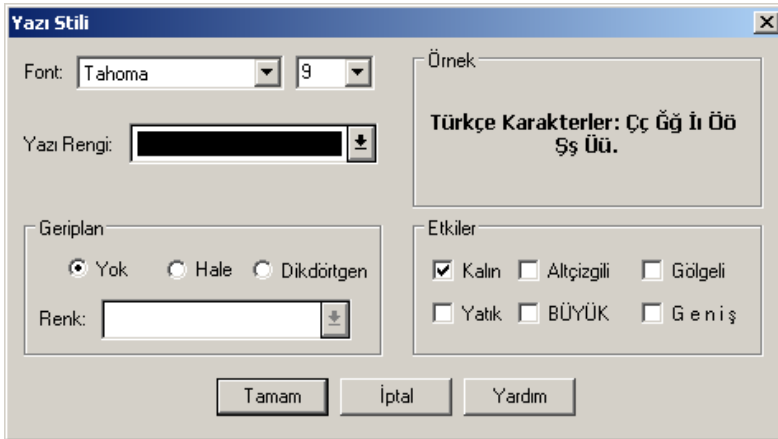 Yazı Stili
Font: Tahoma 9
Yazı Rengi:
Örnek
Türkçe Karakterler: Çç Ğğ İı Öö
Şş Üü.
Geriplan
Yok Hale Dikdörtgen
Renk:
Etkiler
Kalın Altçizgili Gölgeli
Yatık BÜYÜK G e n i ş
Tamam İptal Yardım